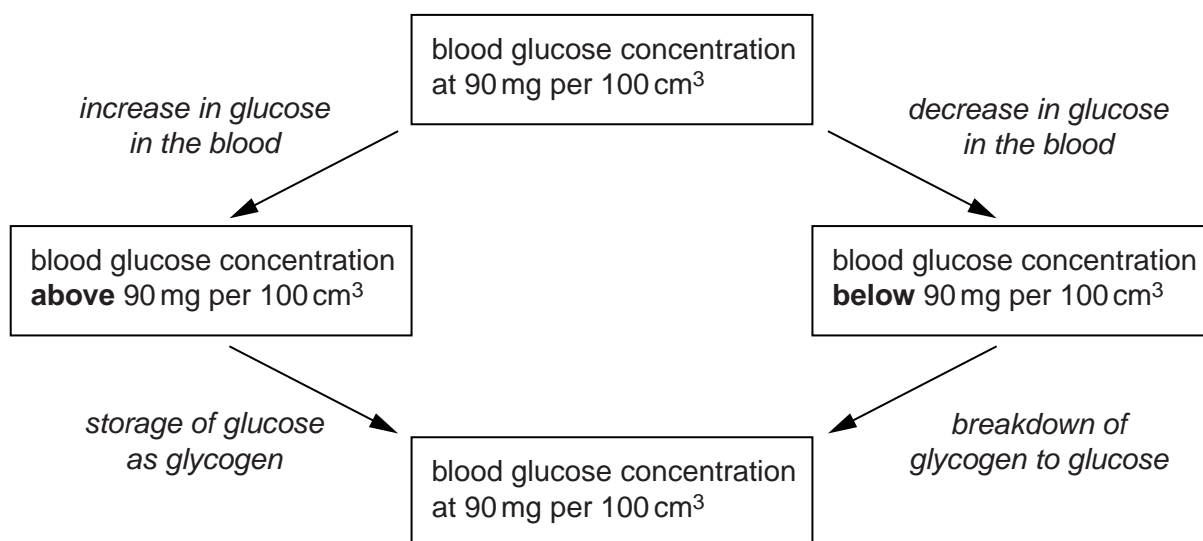 blood glucose concentration
at 90 mg per 100 cm³
increase in glucose
in the blood
decrease in glucose
in the blood
blood glucose concentration
above 90 mg per 100 cm³
blood glucose concentration
below 90 mg per 100 cm³
storage of glucose
as glycogen
breakdown of
glycogen to glucose
blood glucose concentration
at 90 mg per 100 cm³